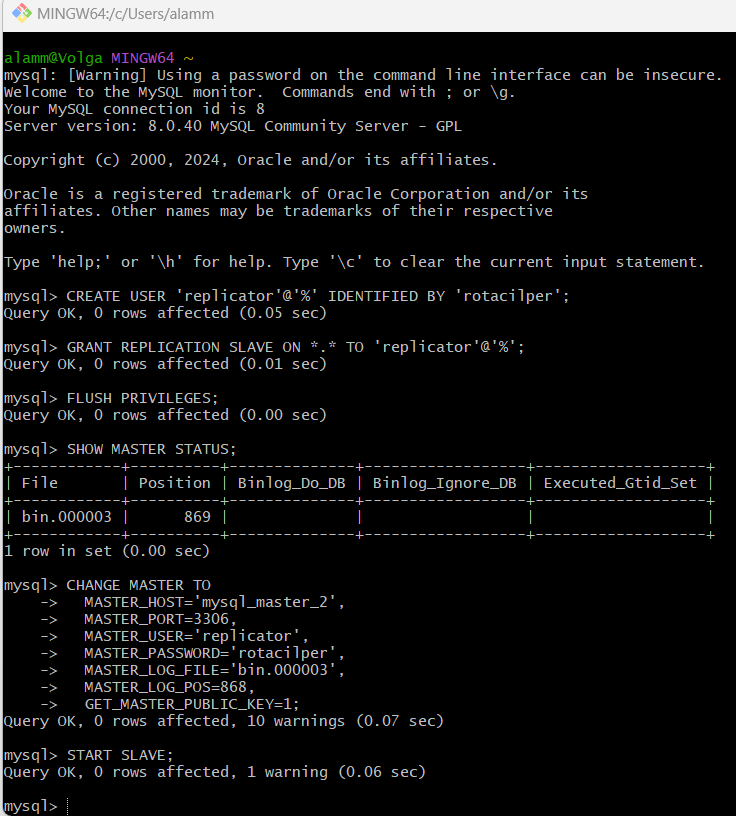 MINGW64:/c/Users/alamm
alamm@Volga MINGW64 ~
mysql: [Warning] Using a password on the command line interface can be insecure.
Welcome to the MySQL monitor.  Commands end with ; or \g.
Your MySQL connection id is 8
Server version: 8.0.40 MySQL Community Server - GPL

Copyright (c) 2000, 2024, Oracle and/or its affiliates.

Oracle is a registered trademark of Oracle Corporation and/or its
affiliates. Other names may be trademarks of their respective
owners.

Type 'help;' or '\h' for help. Type '\c' to clear the current input statement.

mysql> CREATE USER 'replicator'@'%' IDENTIFIED BY 'rotacilper';
Query OK, 0 rows affected (0.05 sec)

mysql> GRANT REPLICATION SLAVE ON *.* TO 'replicator'@'%';
Query OK, 0 rows affected (0.01 sec)

mysql> FLUSH PRIVILEGES;
Query OK, 0 rows affected (0.00 sec)

mysql> SHOW MASTER STATUS;
+------------+----------+--------------+------------------+-------------------+
| File       | Position | Binlog_Do_DB | Binlog_Ignore_DB | Executed_Gtid_Set |
+------------+----------+--------------+------------------+-------------------+
| bin.000003 |      869 |              |                  |                   |
+------------+----------+--------------+------------------+-------------------+
1 row in set (0.00 sec)

mysql> CHANGE MASTER TO
    ->   MASTER_HOST='mysql_master_2',
    ->   MASTER_PORT=3306,
    ->   MASTER_USER='replicator',
    ->   MASTER_PASSWORD='rotacilper',
    ->   MASTER_LOG_FILE='bin.000003',
    ->   MASTER_LOG_POS=868,
    ->   GET_MASTER_PUBLIC_KEY=1;
Query OK, 0 rows affected, 10 warnings (0.07 sec)

mysql> START SLAVE;
Query OK, 0 rows affected, 1 warning (0.06 sec)

mysql>